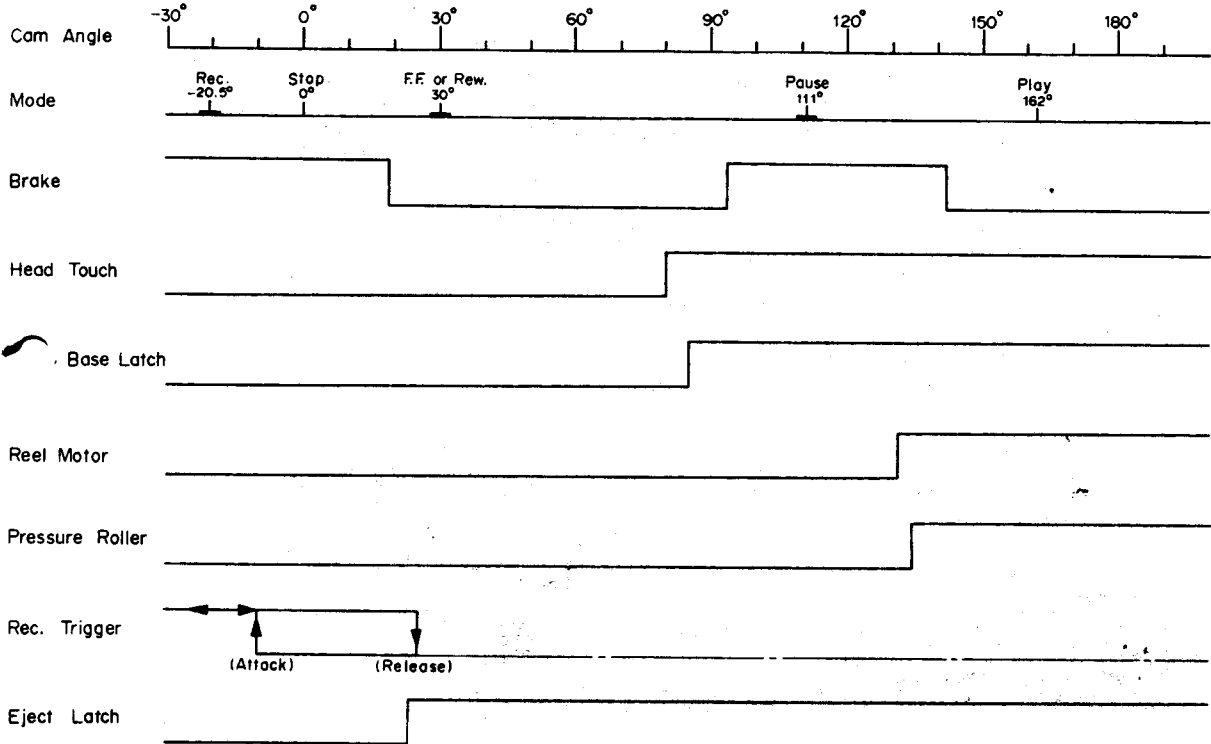 -30° 0° 30° 60° 90° 120° 150° 180°
Cam Angle
Rec. Stop F.F. or Rew. Pause Play
-20.5° 0° 30° 111° 162°
Mode
Brake
Head Touch
Base Latch
Reel Motor
Pressure Roller
Rec. Trigger
(Attack) (Release)
Eject Latch